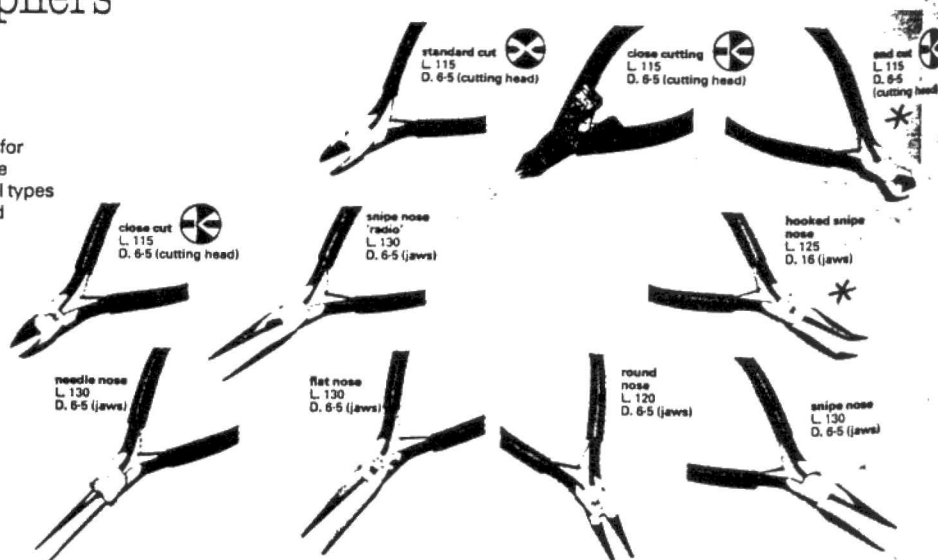 pliers
for
e
l types
d
standard cut
L. 115
D. 6-5 (cutting head)
close cutting
L. 115
D. 6-5 (cutting head)
end cut
L. 115
D. 6-5
(cutting head)
close cut
L. 115
D. 6-5 (cutting head)
snipe nose
'radio'
L. 130
D. 6-5 (jaws)
hooked snipe
nose
L. 125
D. 16 (jaws)
needle nose
L. 130
D. 6-5 (jaws)
flat nose
L. 130
D. 6-5 (jaws)
round
nose
L. 120
D. 6-5 (jaws)
snipe nose
L. 130
D. 6-5 (jaws)